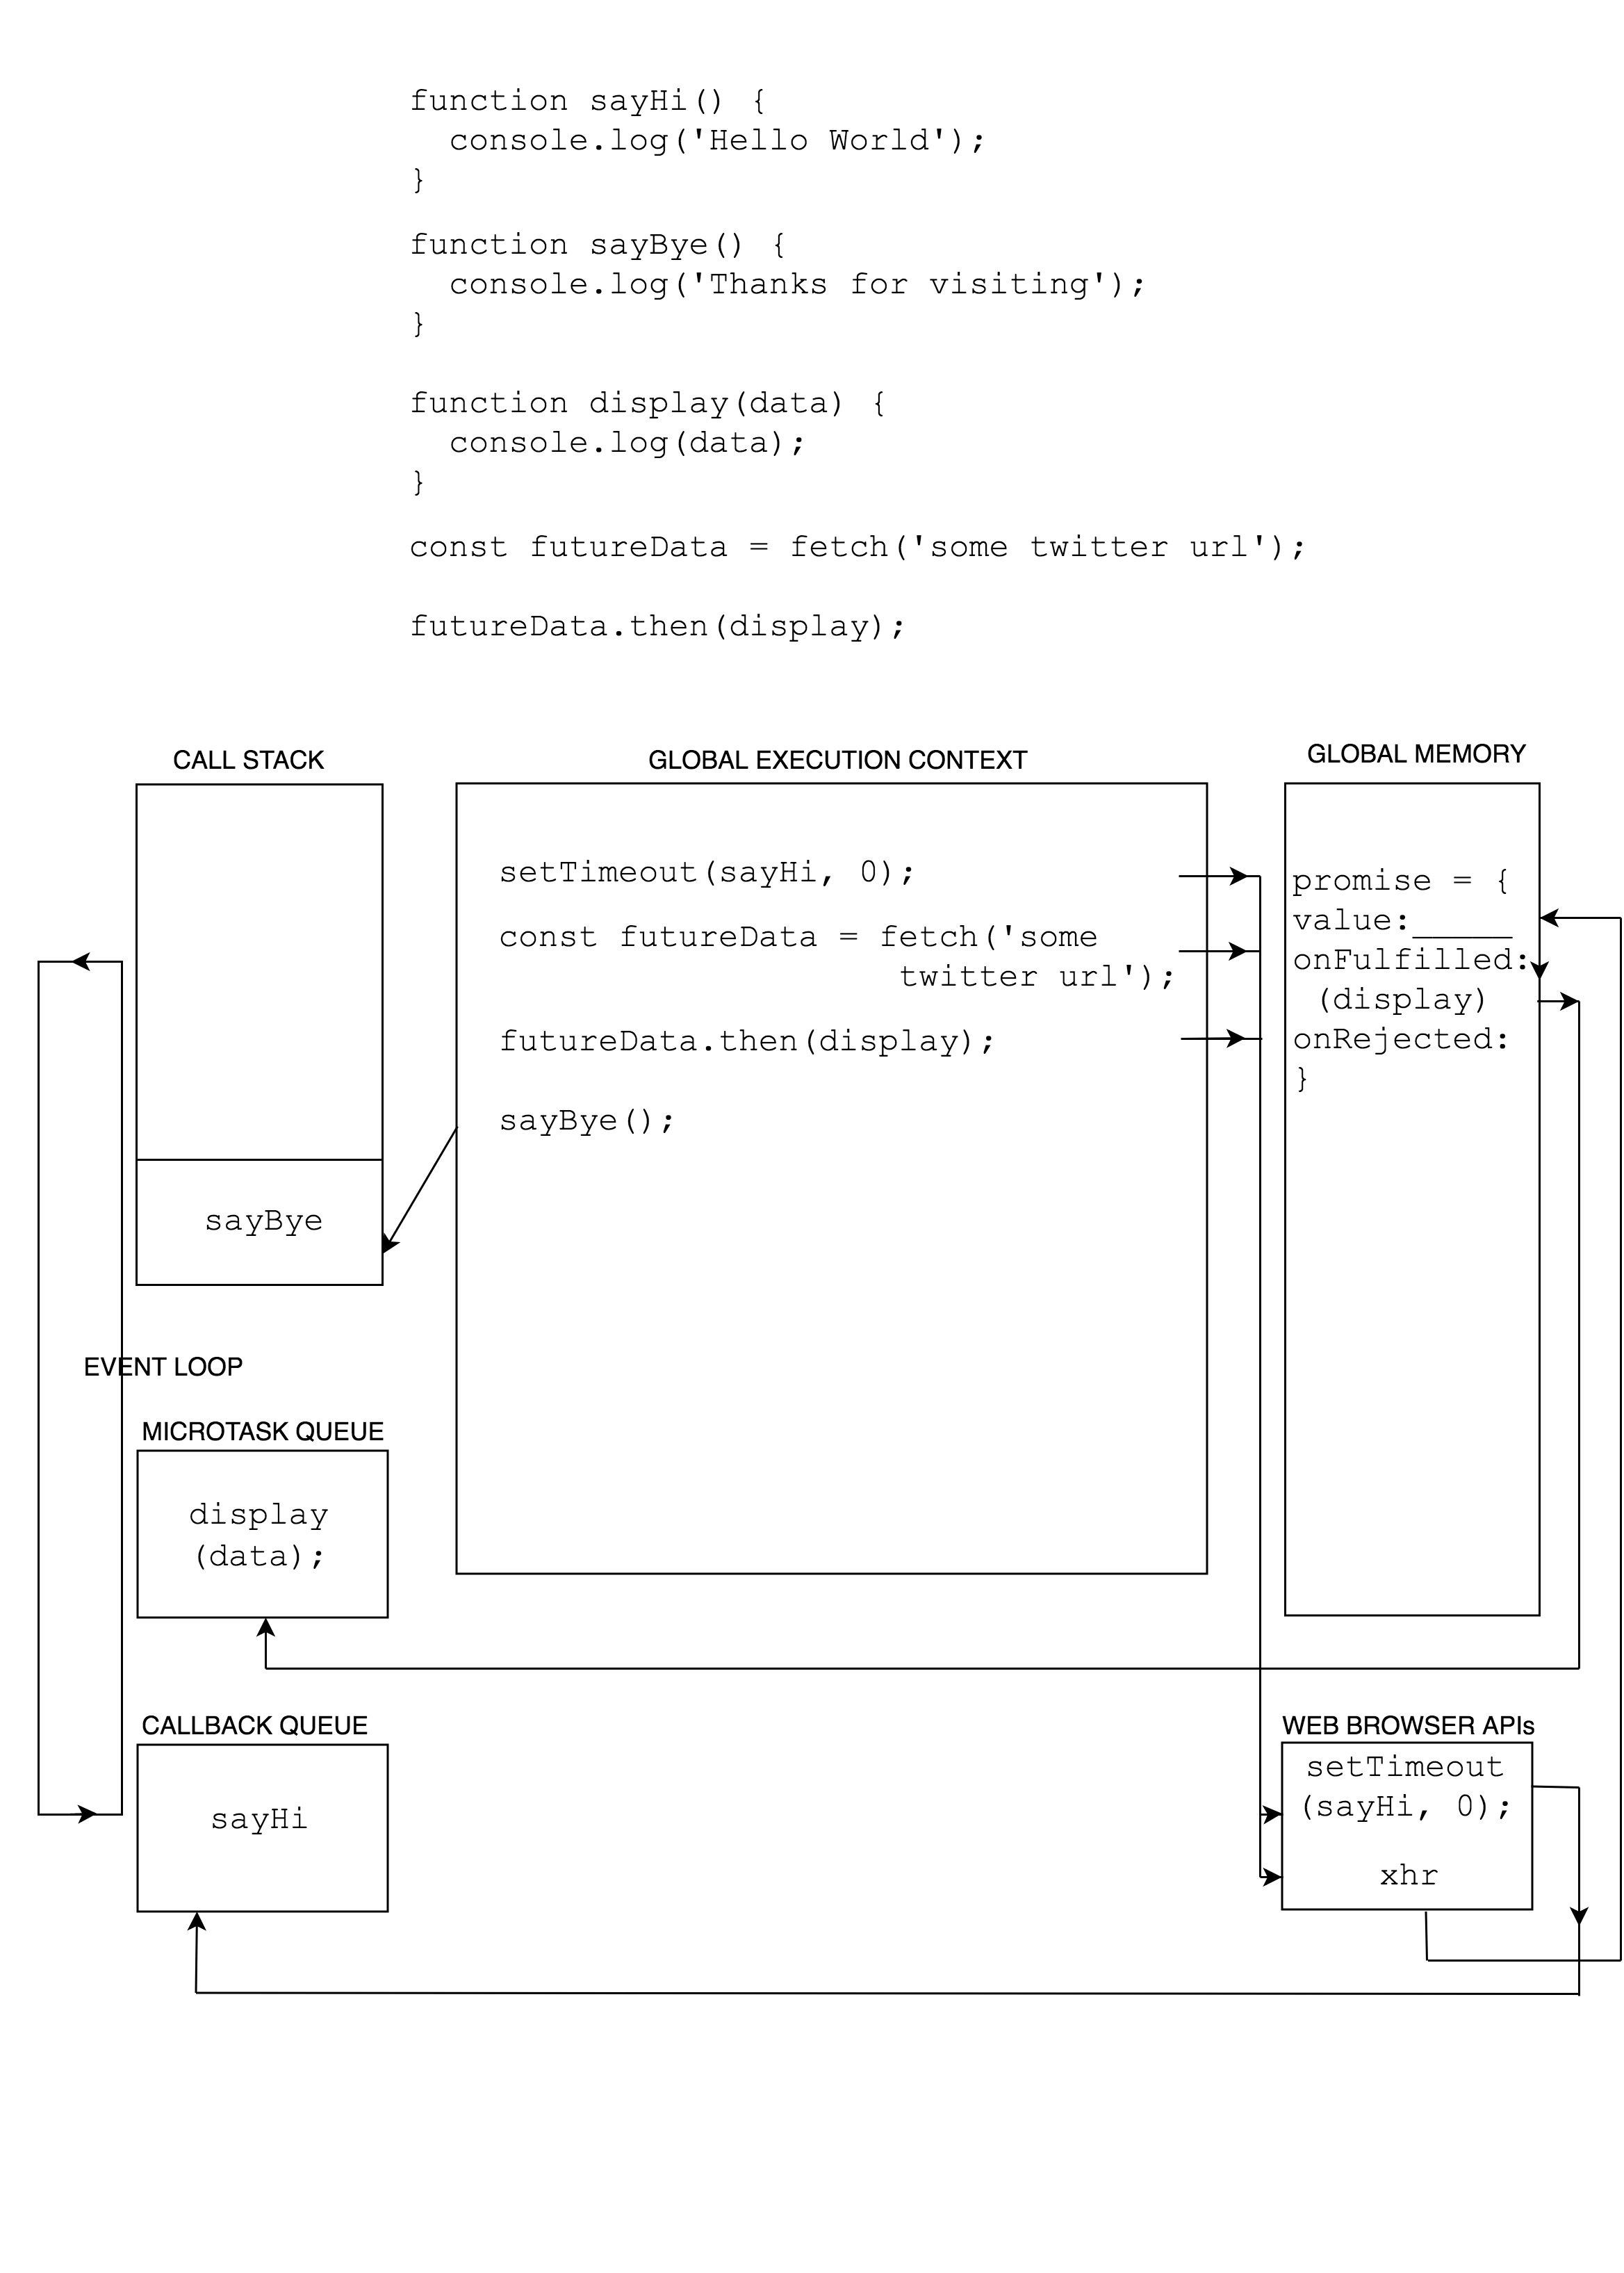 function sayHi() {
  console.log('Hello World');
}
function sayBye() {
  console.log('Thanks for visiting');
}
function display(data) {
  console.log(data);
}
const futureData = fetch('some twitter url');
futureData.then(display);
CALL STACK
sayBye
GLOBAL EXECUTION CONTEXT
setTimeout(sayHi, 0);
const futureData = fetch('some
twitter url');
futureData.then(display);
sayBye();
GLOBAL MEMORY
promise = {
value:_____
onFulfilled:
(display)
onRejected:
}
EVENT LOOP
MICROTASK QUEUE
display
(data);
CALLBACK QUEUE
sayHi
WEB BROWSER APIs
setTimeout
(sayHi, 0);
xhr